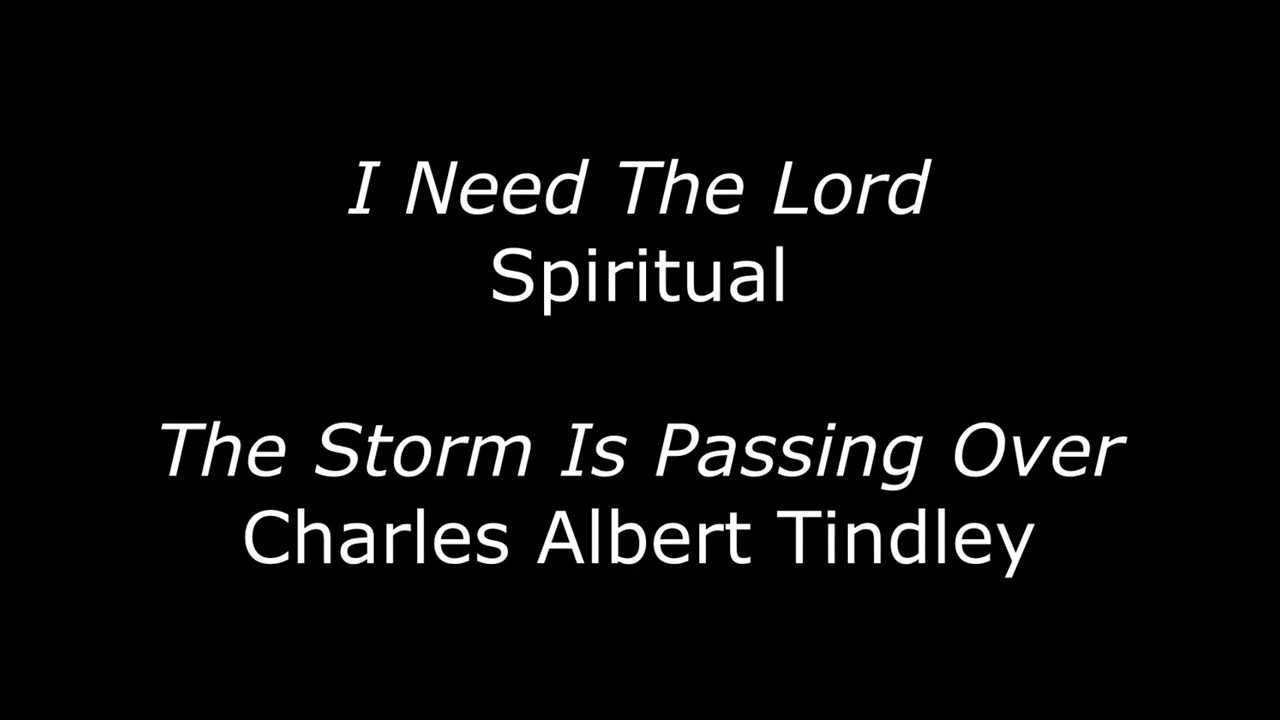 I Need The Lord
Spiritual
The Storm Is Passing Over
Charles Albert Tindley